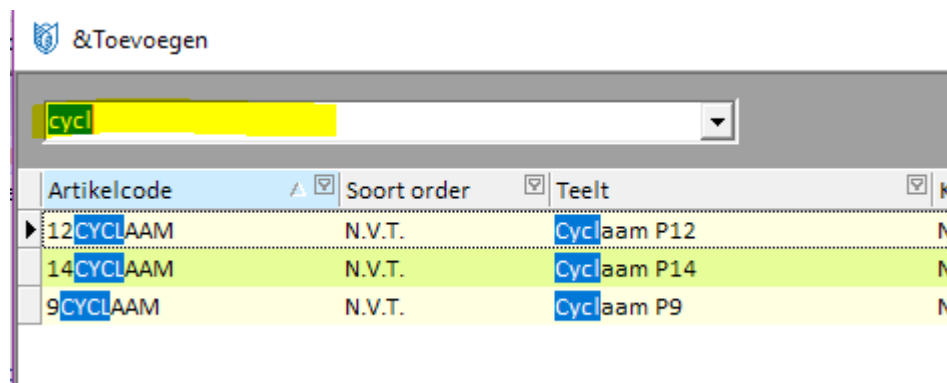 &Toevoegen
cycl
Artikelcode Soort order Teelt
12CYCLAAM N.V.T. Cyclaam P12
14CYCLAAM N.V.T. Cyclaam P14
9CYCLAAM N.V.T. Cyclaam P9